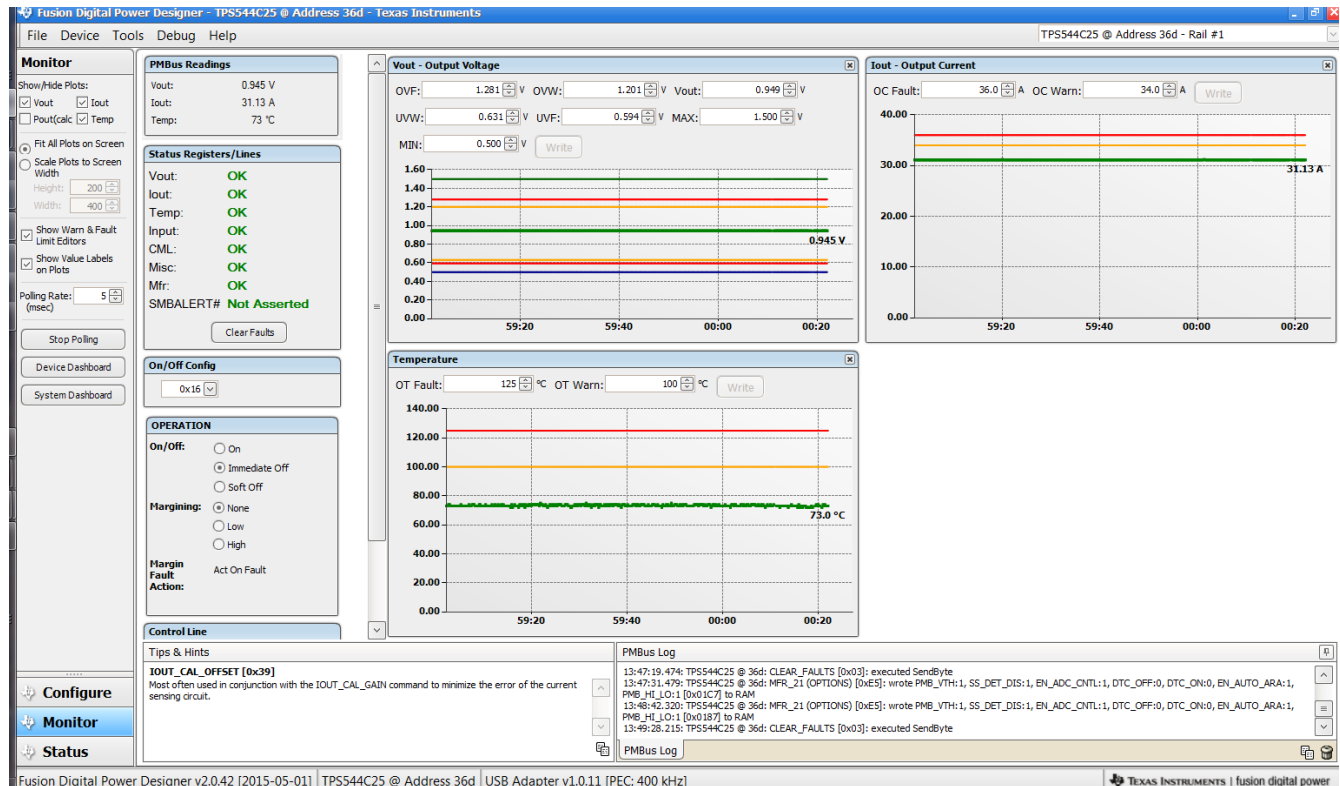 Fusion Digital Power Designer - TPS544C25 @ Address 36d - Texas Instruments
File Device Tools Debug Help
TPS544C25 @ Address 36d - Rail #1
Monitor
Show/Hide Plots:
Vout Iout
Pout(calc Temp
Fit All Plots on Screen
Scale Plots to Screen
Width
Height: 200
Width: 400
Show Warn & Fault
Limit Editors
Show Value Labels
on Plots
Polling Rate: 5
(msec)
Stop Polling
Device Dashboard
System Dashboard
Configure
Monitor
Status
PMBus Readings
Vout: 0.945 V
Iout: 31.13 A
Temp: 73 °C
Status Registers/Lines
Vout: OK
Iout: OK
Temp: OK
Input: OK
CML: OK
Misc: OK
Mfr: OK
SMBALERT# Not Asserted
Clear Faults
On/Off Config
0x16
OPERATION
On/Off: On
Immediate Off
Soft Off
Margining: None
Low
High
Margin
Fault
Action:
Act On Fault
Control Line
Vout - Output Voltage
OVF: 1.281 V OVW: 1.201 V Vout: 0.949 V
UVW: 0.631 V UVF: 0.594 V MAX: 1.500 V
MIN: 0.500 V Write
1.60
1.40
1.20
1.00
0.80
0.60
0.40
0.20
0.00
0.945 V
59:20 59:40 00:00 00:20
Iout - Output Current
OC Fault: 36.0 A OC Warn: 34.0 A Write
40.00
30.00
20.00
10.00
0.00
31.13 A
59:20 59:40 00:00 00:20
Temperature
OT Fault: 125 °C OT Warn: 100 °C Write
140.00
120.00
100.00
80.00
60.00
40.00
20.00
0.00
73.0 °C
59:20 59:40 00:00 00:20
Tips & Hints
IOUT_CAL_OFFSET [0x39]
Most often used in conjunction with the IOUT_CAL_GAIN command to minimize the error of the current
sensing circuit.
PMBus Log
13:47:19.474: TPS544C25 @ 36d: CLEAR_FAULTS [0x03]: executed SendByte
13:47:31.479: TPS544C25 @ 36d: MFR_21 (OPTIONS) [0xE5]: wrote PMB_VTH:1, SS_DET_DIS:1, EN_ADC_CNTL:1, DTC_OFF:0, DTC_ON:0, EN_AUTO_ARA:1,
PMB_HI_LO:1 [0x01C7] to RAM
13:48:42.320: TPS544C25 @ 36d: MFR_21 (OPTIONS) [0xE5]: wrote PMB_VTH:1, SS_DET_DIS:1, EN_ADC_CNTL:1, DTC_OFF:0, DTC_ON:0, EN_AUTO_ARA:1,
PMB_HI_LO:1 [0x0187] to RAM
13:49:28.215: TPS544C25 @ 36d: CLEAR_FAULTS [0x03]: executed SendByte
PMBus Log
Fusion Digital Power Designer v2.0.42 [2015-05-01] TPS544C25 @ Address 36d USB Adapter v1.0.11 [PEC; 400 kHz]
TEXAS INSTRUMENTS | fusion digital power